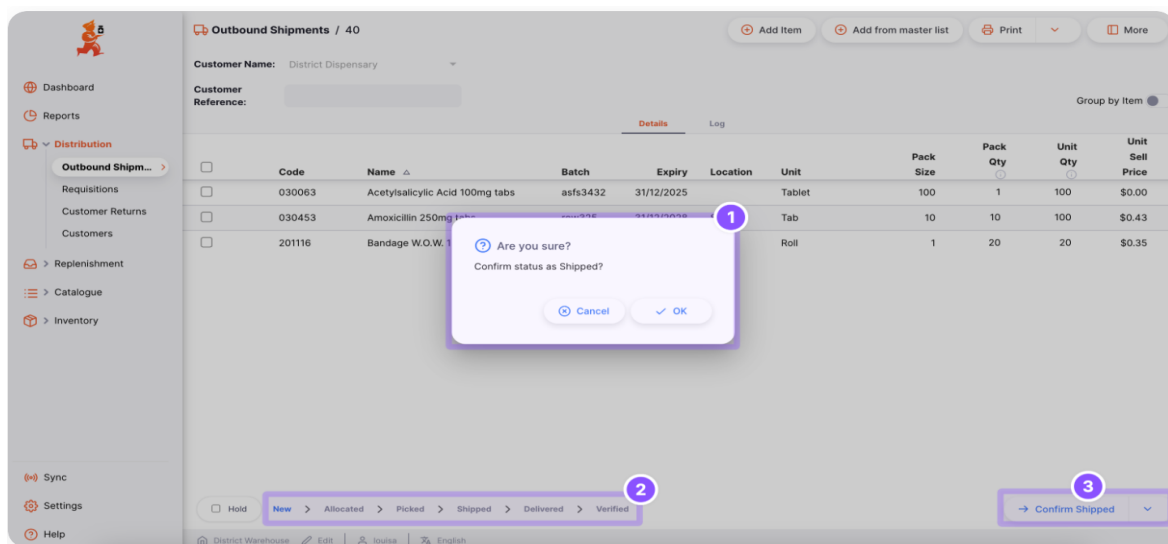 Outbound Shipments / 40
Add Item
Add from master list
Print
More
Customer Name: District Dispensary
Customer Reference:
Group by Item
Dashboard
Reports
Distribution
Outbound Shipm...
Requisitions
Customer Returns
Customers
Replenishment
Catalogue
Inventory
Sync
Settings
Help
Details Log
Code Name Batch Expiry Location Unit Pack Size Pack Qty Unit Qty Unit Sell Price
030063 Acetylsalicylic Acid 100mg tabs asfs3432 31/12/2025 Tablet 100 1 100 $0.00
030453 Amoxicillin 250mg tabs 31/12/2028 Tab 10 10 100 $0.43
201116 Bandage W.O.W. 1 Roll 1 20 20 $0.35
1
Are you sure?
Confirm status as Shipped?
Cancel
OK
2
3
Hold
New > Allocated > Picked > Shipped > Delivered > Verified
Confirm Shipped
District Warehouse Edit louisa English